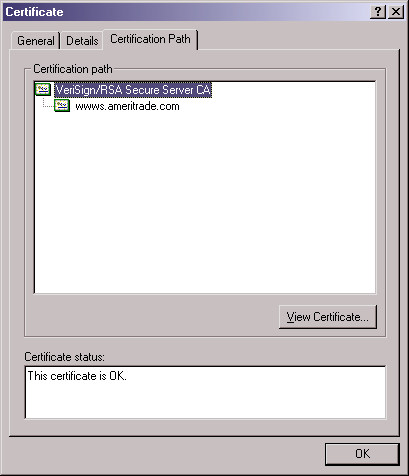 Certificate
General Details Certification Path
Certification path
VeriSign/RSA Secure Server CA
wwws.ameritrade.com
View Certificate...
Certificate status:
This certificate is OK.
OK